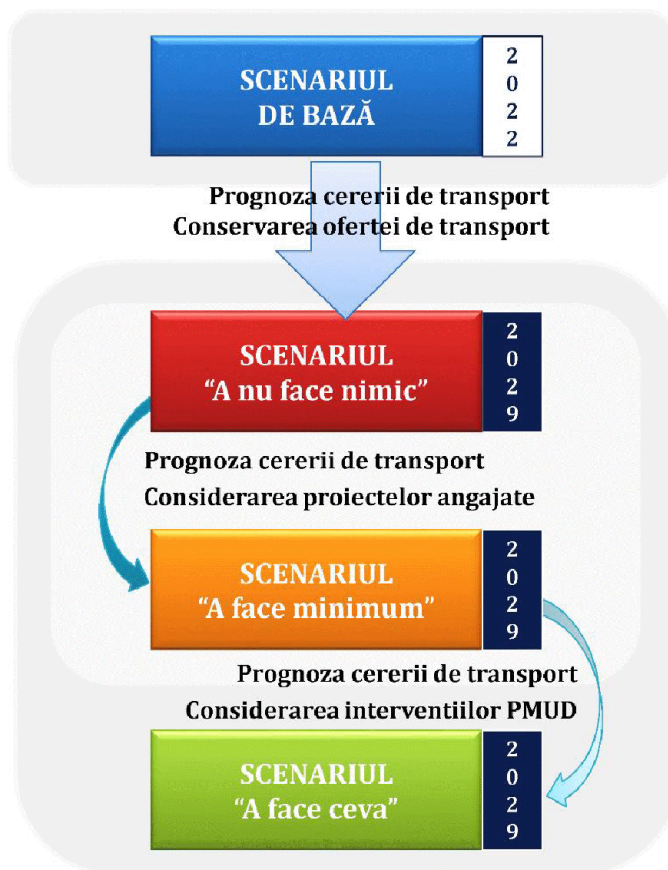 SCENARIUL
DE BAZĂ
2
0
2
2
Prognoza cererii de transport
Conservarea ofertei de transport
SCENARIUL
“A nu face nimic”
2
0
2
9
Prognoza cererii de transport
Considerarea proiectelor angajate
SCENARIUL
“A face minimum”
2
0
2
9
Prognoza cererii de transport
Considerarea interventiilor PMUD
SCENARIUL
“A face ceva”
2
0
2
9